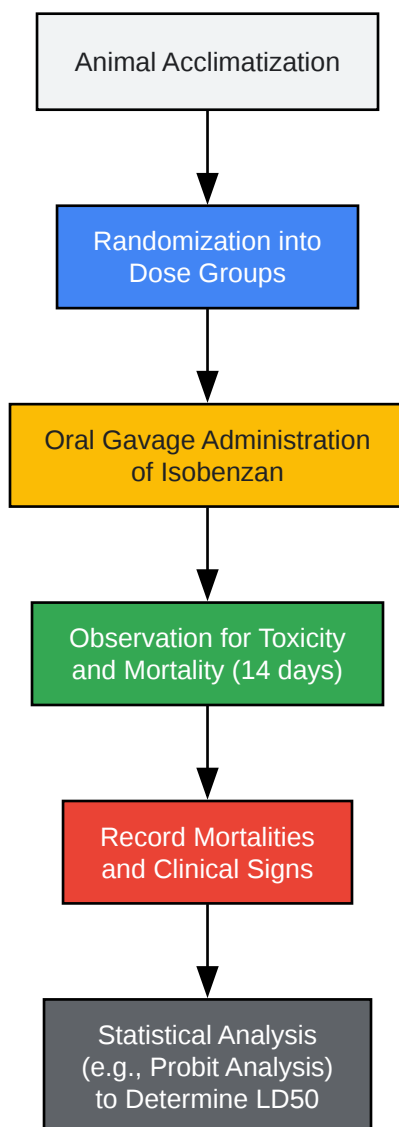 Animal Acclimatization
Randomization into
Dose Groups
Oral Gavage Administration
of Isobenzan
Observation for Toxicity
and Mortality (14 days)
Record Mortalities
and Clinical Signs
Statistical Analysis
(e.g., Probit Analysis)
to Determine LD50